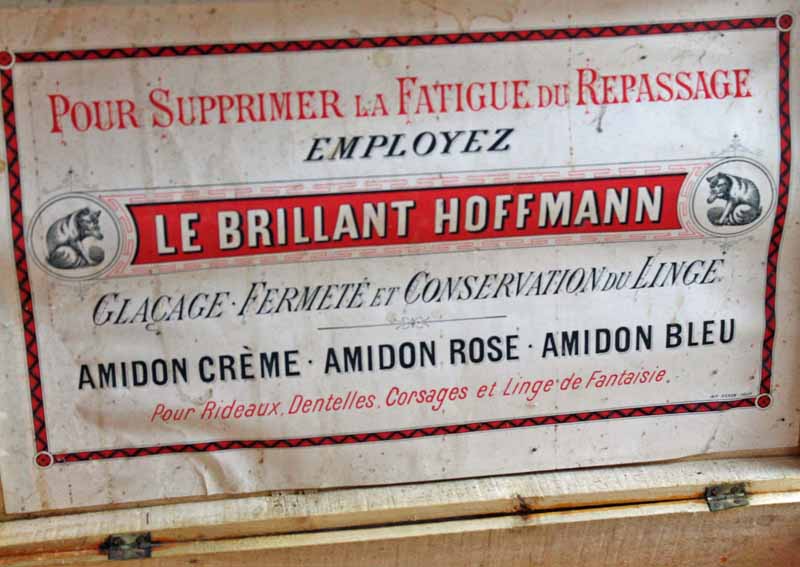 POUR SUPPRIMER LA FATIGUE DU REPASSAGE
EMPLOYEZ
LE BRILLANT HOFFMANN
GLAÇAGE · FERMETÉ ET CONSERVATION DU LINGE
AMIDON CRÈME · AMIDON ROSE · AMIDON BLEU
Pour Rideaux, Dentelles, Corsages et Linge de Fantaisie.